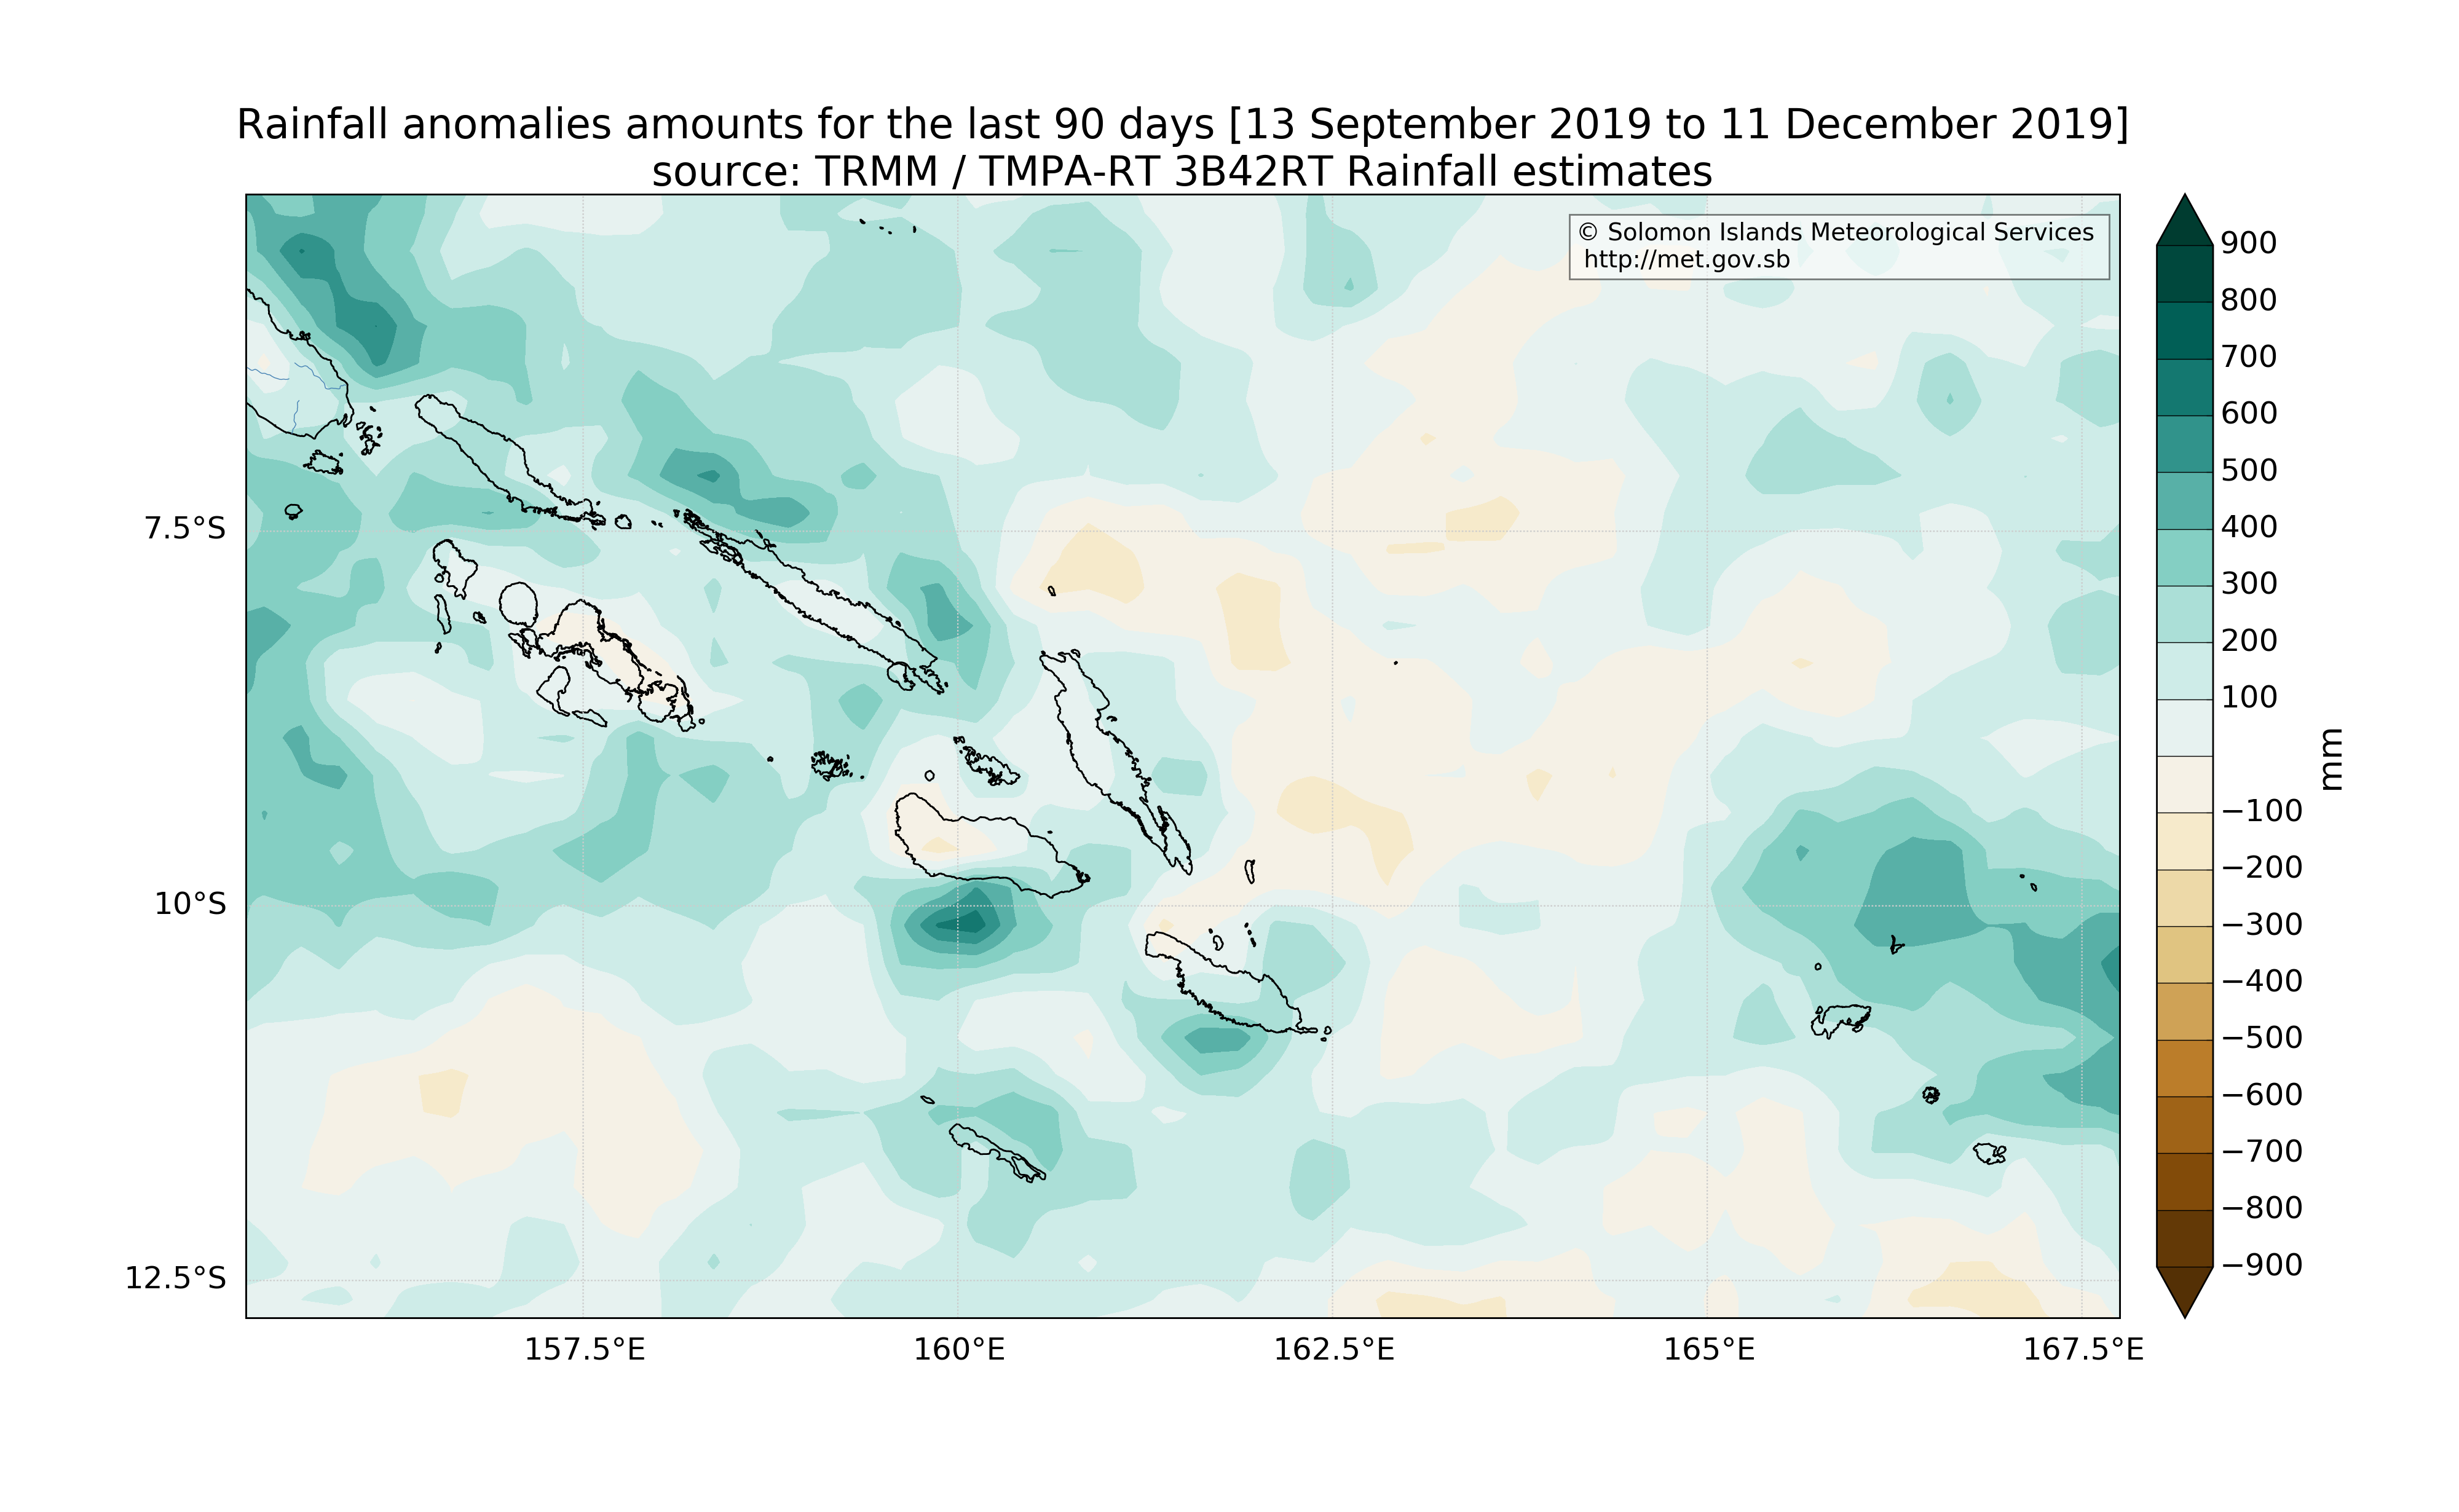 Rainfall anomalies amounts for the last 90 days [13 September 2019 to 11 December 2019]
source: TRMM / TMPA-RT 3B42RT Rainfall estimates
© Solomon Islands Meteorological Services
http://met.gov.sb
7.5°S
10°S
12.5°S
157.5°E
160°E
162.5°E
165°E
167.5°E
900
800
700
600
500
400
300
200
100
−100
−200
−300
−400
−500
−600
−700
−800
−900
mm